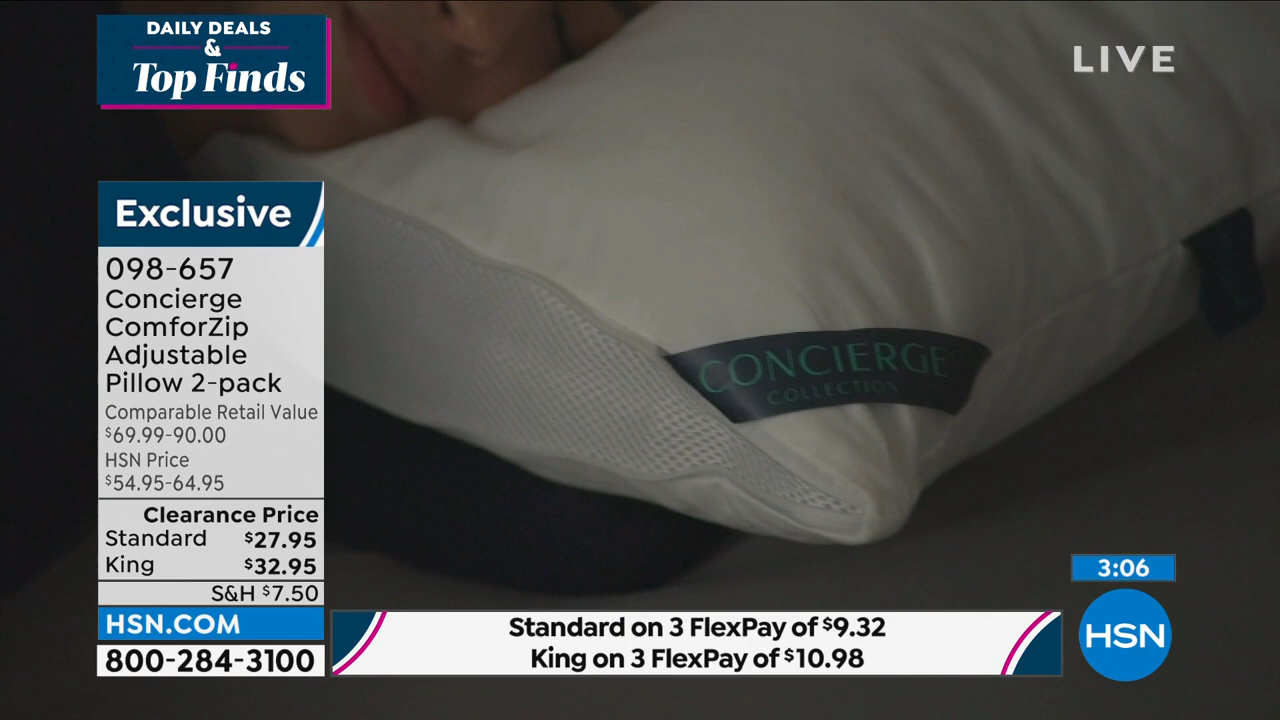 DAILY DEALS
&
Top Finds
LIVE
Exclusive
098-657
Concierge
ComforZip
Adjustable
Pillow 2-pack
Comparable Retail Value
$69.99-90.00
HSN Price
$54.95-64.95
Clearance Price
Standard $27.95
King $32.95
S&H $7.50
HSN.COM
800-284-3100
CONCIERGE
COLLECTION
Standard on 3 FlexPay of $9.32
King on 3 FlexPay of $10.98
3:06
HSN